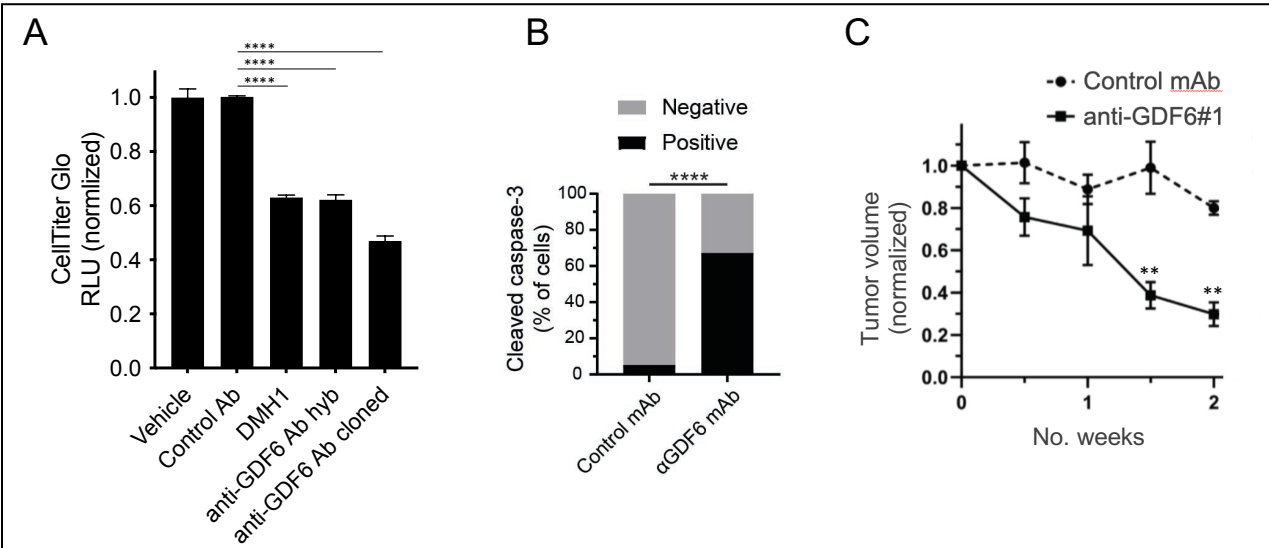 A
****
****
****
CellTiter Glo
RLU (normlized)
1.0
0.8
0.6
0.4
0.2
0.0
Vehicle
Control Ab
DMH1
anti-GDF6 Ab hyb
anti-GDF6 Ab cloned
B
Negative
Positive
****
Cleaved caspase-3
(% of cells)
100
80
60
40
20
0
Control mAb
αGDF6 mAb
C
Control mAb
anti-GDF6#1
Tumor volume
(normalized)
1.0
0.8
0.6
0.4
0.2
0.0
**
**
0 1 2
No. weeks